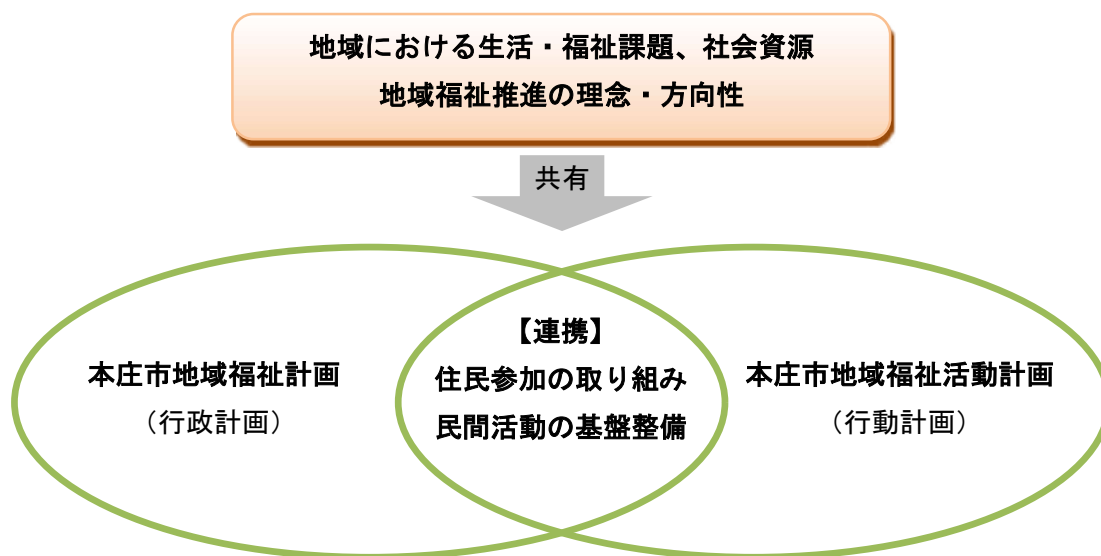 地域における生活・福祉課題、社会資源
地域福祉推進の理念・方向性
共有
本庄市地域福祉計画
（行政計画）
【連携】
住民参加の取り組み
民間活動の基盤整備
本庄市地域福祉活動計画
（行動計画）